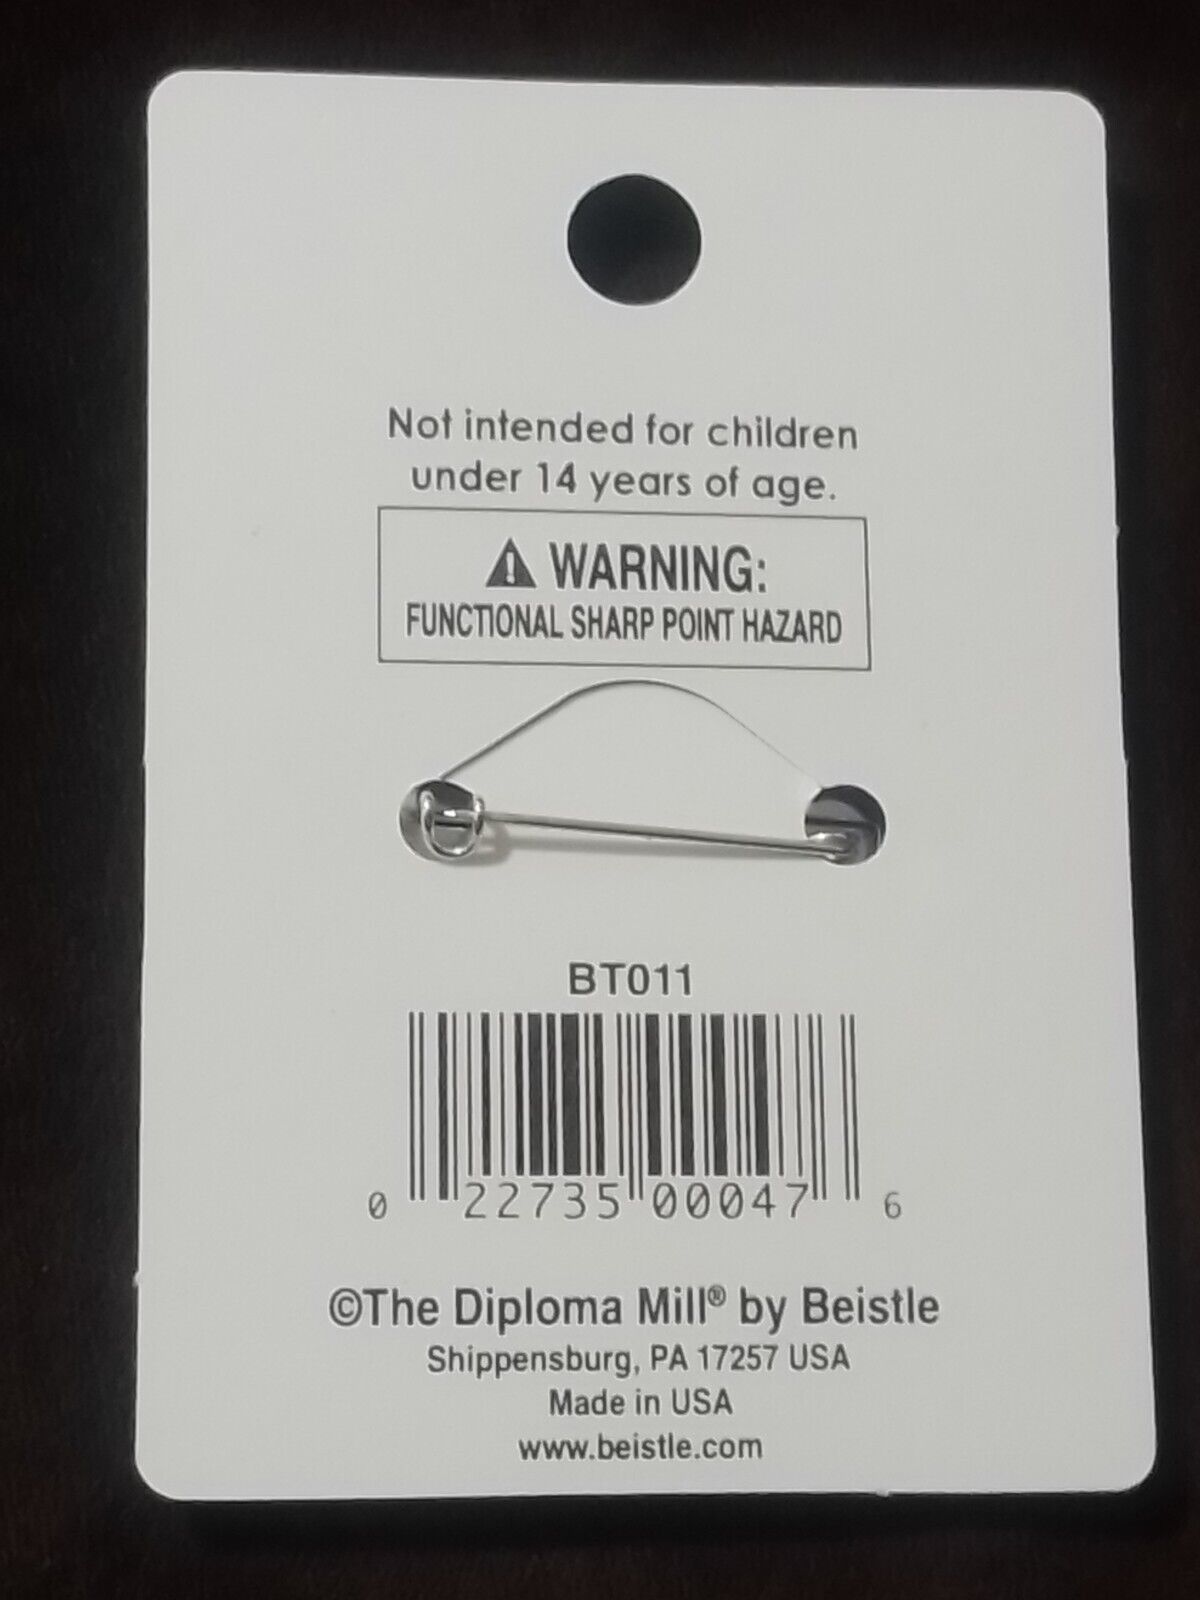 Not intended for children
under 14 years of age.
⚠ WARNING:
FUNCTIONAL SHARP POINT HAZARD
BT011
0 22735 00047 6
©The Diploma Mill® by Beistle
Shippensburg, PA 17257 USA
Made in USA
www.beistle.com